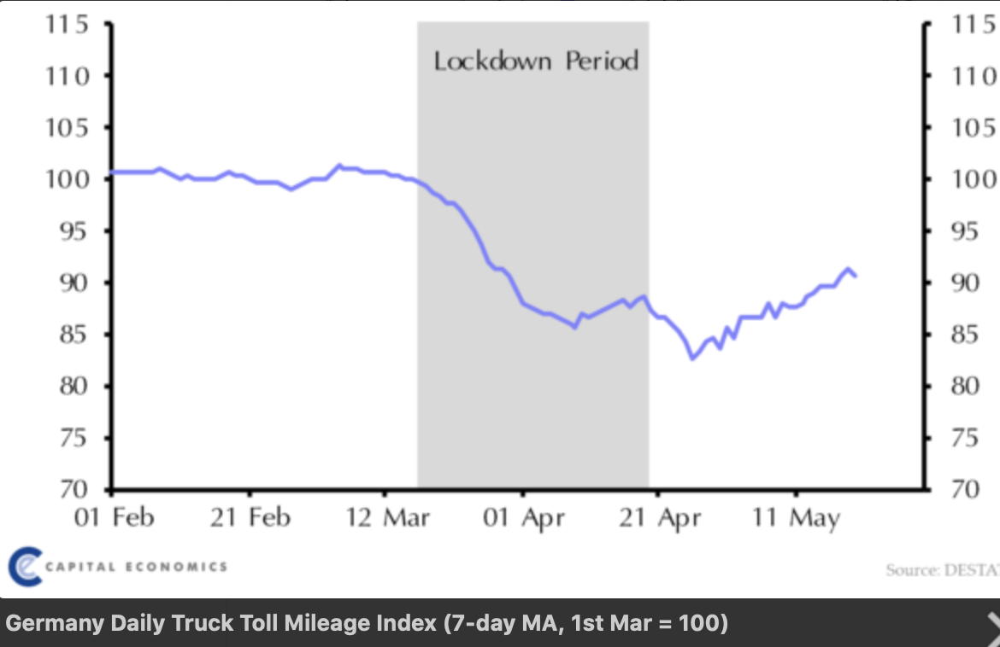 115 115
Lockdown Period
110 110
105 105
100 100
95 95
90 90
85 85
80 80
75 75
70 70
01 Feb 21 Feb 12 Mar 01 Apr 21 Apr 11 May
CAPITAL ECONOMICS
Source: DESTAT
Germany Daily Truck Toll Mileage Index (7-day MA, 1st Mar = 100)